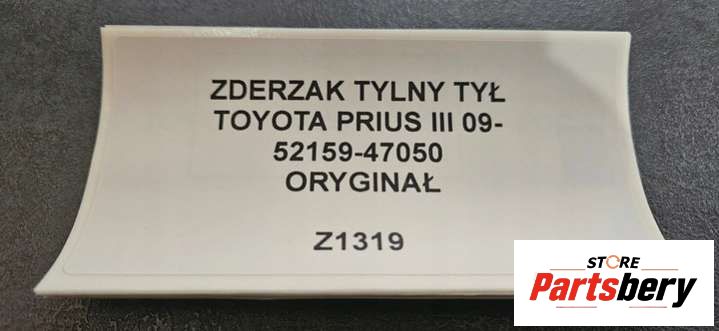 ZDERZAK TYLNY TYŁ
TOYOTA PRIUS III 09-
52159-47050
ORYGINAŁ
Z1319
STORE
Partsbery